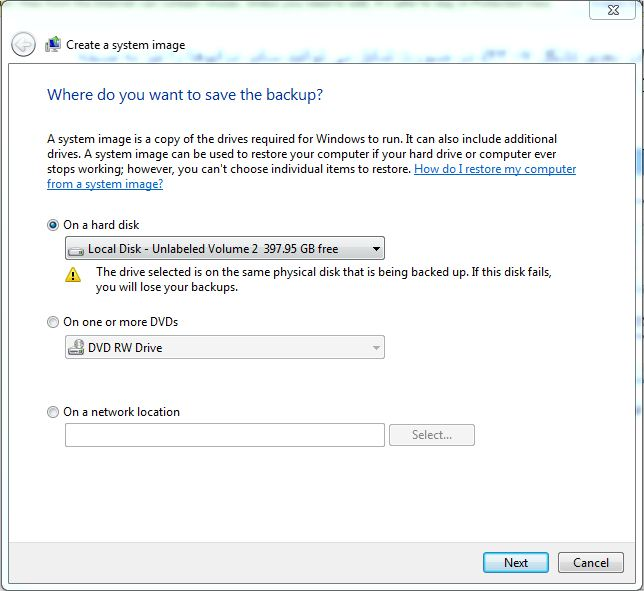 Create a system image
Where do you want to save the backup?
A system image is a copy of the drives required for Windows to run. It can also include additional
drives. A system image can be used to restore your computer if your hard drive or computer ever
stops working; however, you can't choose individual items to restore. How do I restore my computer
from a system image?
On a hard disk
Local Disk - Unlabeled Volume 2  397.95 GB free
The drive selected is on the same physical disk that is being backed up. If this disk fails,
you will lose your backups.
On one or more DVDs
DVD RW Drive
On a network location
Select...
Next
Cancel